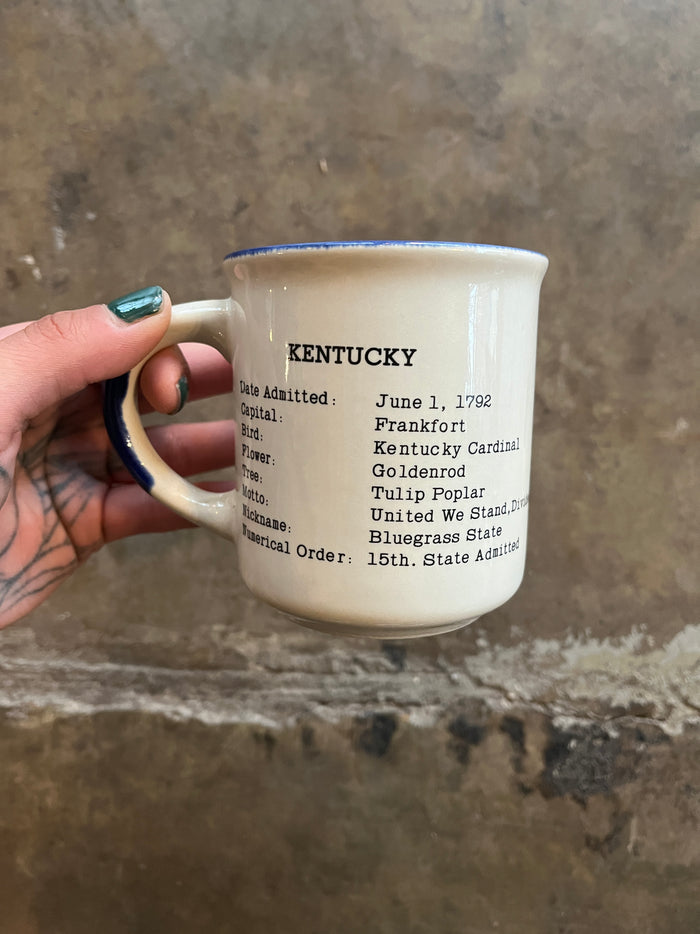 KENTUCKY
Date Admitted: June 1, 1792
Capital: Frankfort
Bird: Kentucky Cardinal
Flower: Goldenrod
Tree: Tulip Poplar
Motto: United We Stand,
Nickname: Bluegrass State
Numerical Order: 15th. State Admitted